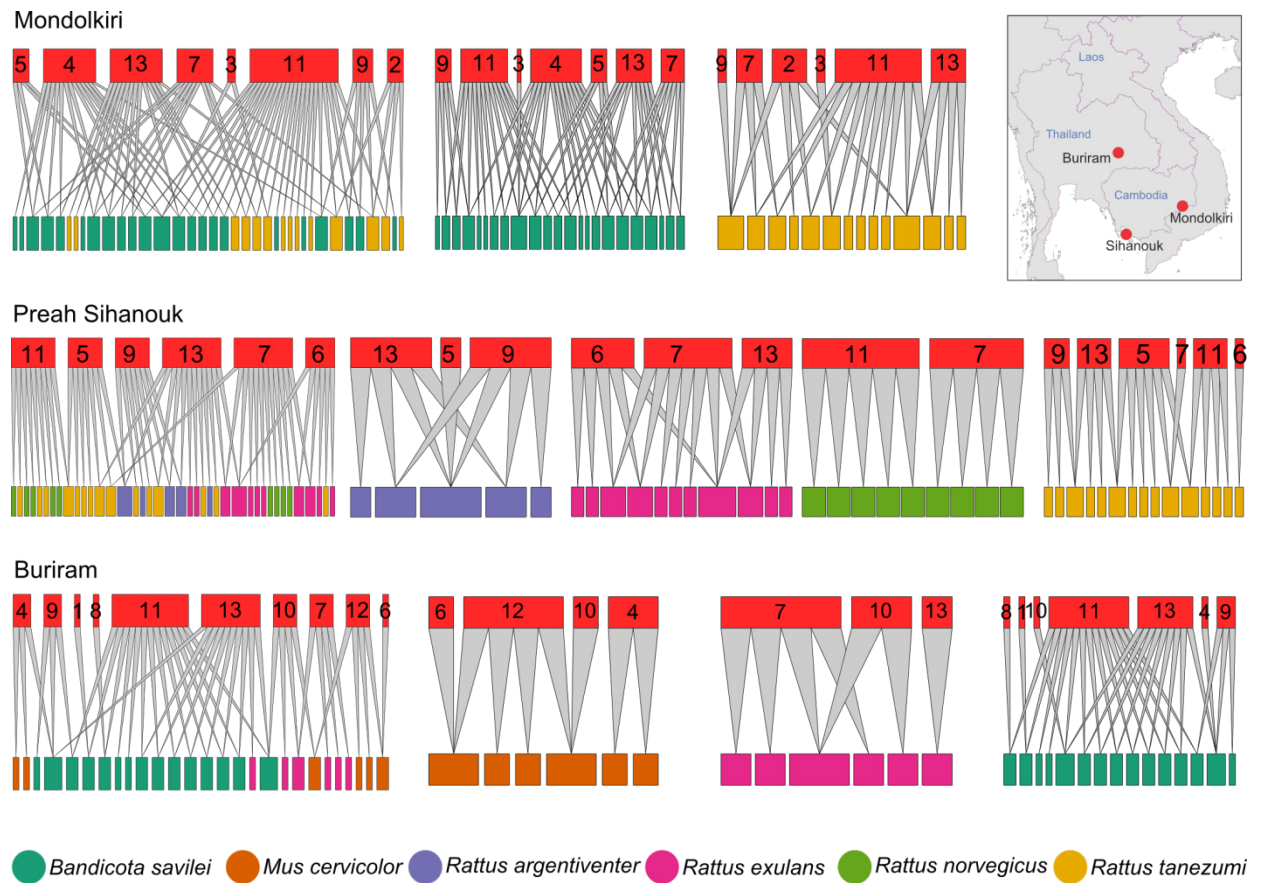 Mondolkiri
5 4 13 7 3 11 9 2
9 11 3 4 5 13 7
9 7 2 3 11 13
Laos
Thailand
Buriram
Cambodia
Mondolkiri
Sihanouk
Preah Sihanouk
11 5 9 13 7 6
13 5 9
6 7 13
11 7
9 13 5 7 11 6
Buriram
4 9 1 8 11 13 10 7 12 6
6 12 10 4
7 10 13
8 1 10 11 13 4 9
Bandicota savilei Mus cervicolor Rattus argentiventer Rattus exulans Rattus norvegicus Rattus tanezumi